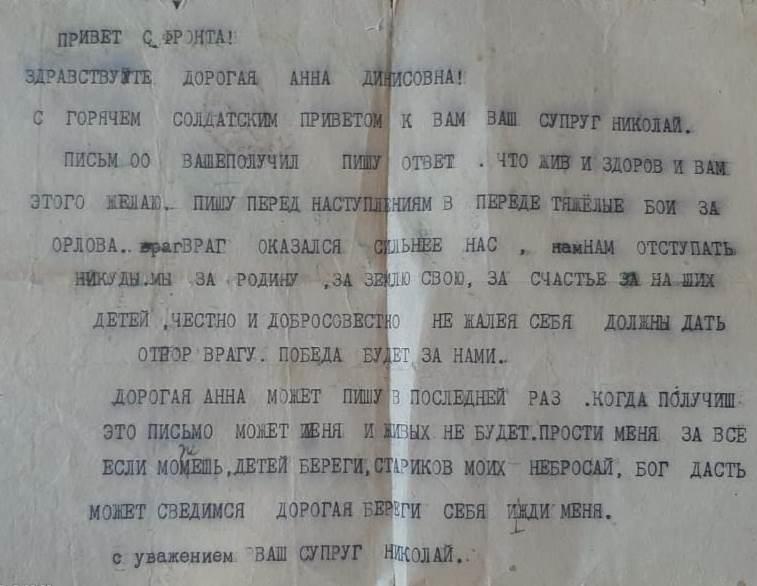 ПРИВЕТ С ФРОНТА!
ЗДРАВСТВУЙТЕ ДОРОГАЯ АННА ДИНИСОВНА!
С ГОРЯЧЕМ СОЛДАТСКИМ ПРИВЕТОМ К ВАМ ВАШ СУПРУГ НИКОЛАЙ.
ПИСЬМ ОО ВАШЕПОЛУЧИЛ ПИШУ ОТВЕТ . ЧТО ЖИВ И ЗДОРОВ И ВАМ
ЭТОГО ЖЕЛАЮ.. ПИШУ ПЕРЕД НАСТУПЛЕНИЯМ В ПЕРЕДЕ ТЯЖЁЛЫЕ БОИ ЗА
ОРЛОВА.. врагВРАГ ОКАЗАЛСЯ СИЛЬНЕЕ НАС , намНАМ ОТСТУПАТЬ
НИКУДЫ.МЫ ЗА РОДИНУ ,ЗА ЗЕМЛЮ СВОЮ, ЗА СЧАСТЬЕ ЗА НА ШИХ
ДЕТЕЙ ,ЧЕСТНО И ДОБРОСОВЕСТНО НЕ ЖАЛЕЯ СЕБЯ ДОЛЖНЫ ДАТЬ
ОТПОР ВРАГУ. ПОБЕДА БУДЕТ ЗА НАМИ..
ДОРОГАЯ АННА МОЖЕТ ПИШУ В ПОСЛЕДНЕЙ РАЗ .КОГДА ПОЛУЧИШ
ЭТО ПИСЬМО МОЖЕТ МЕНЯ И ЖИВЫХ НЕ БУДЕТ.ПРОСТИ МЕНЯ ЗА ВСЕ
ЕСЛИ МОЖЕШЬ,ДЕТЕЙ БЕРЕГИ,СТАРИКОВ МОИХ НЕБРОСАЙ, БОГ ДАСТЬ
МОЖЕТ СВЕДИМСЯ ДОРОГАЯ БЕРЕГИ СЕБЯ И ЖДИ МЕНЯ.
с уважением ВАШ СУПРУГ НИКОЛАЙ..